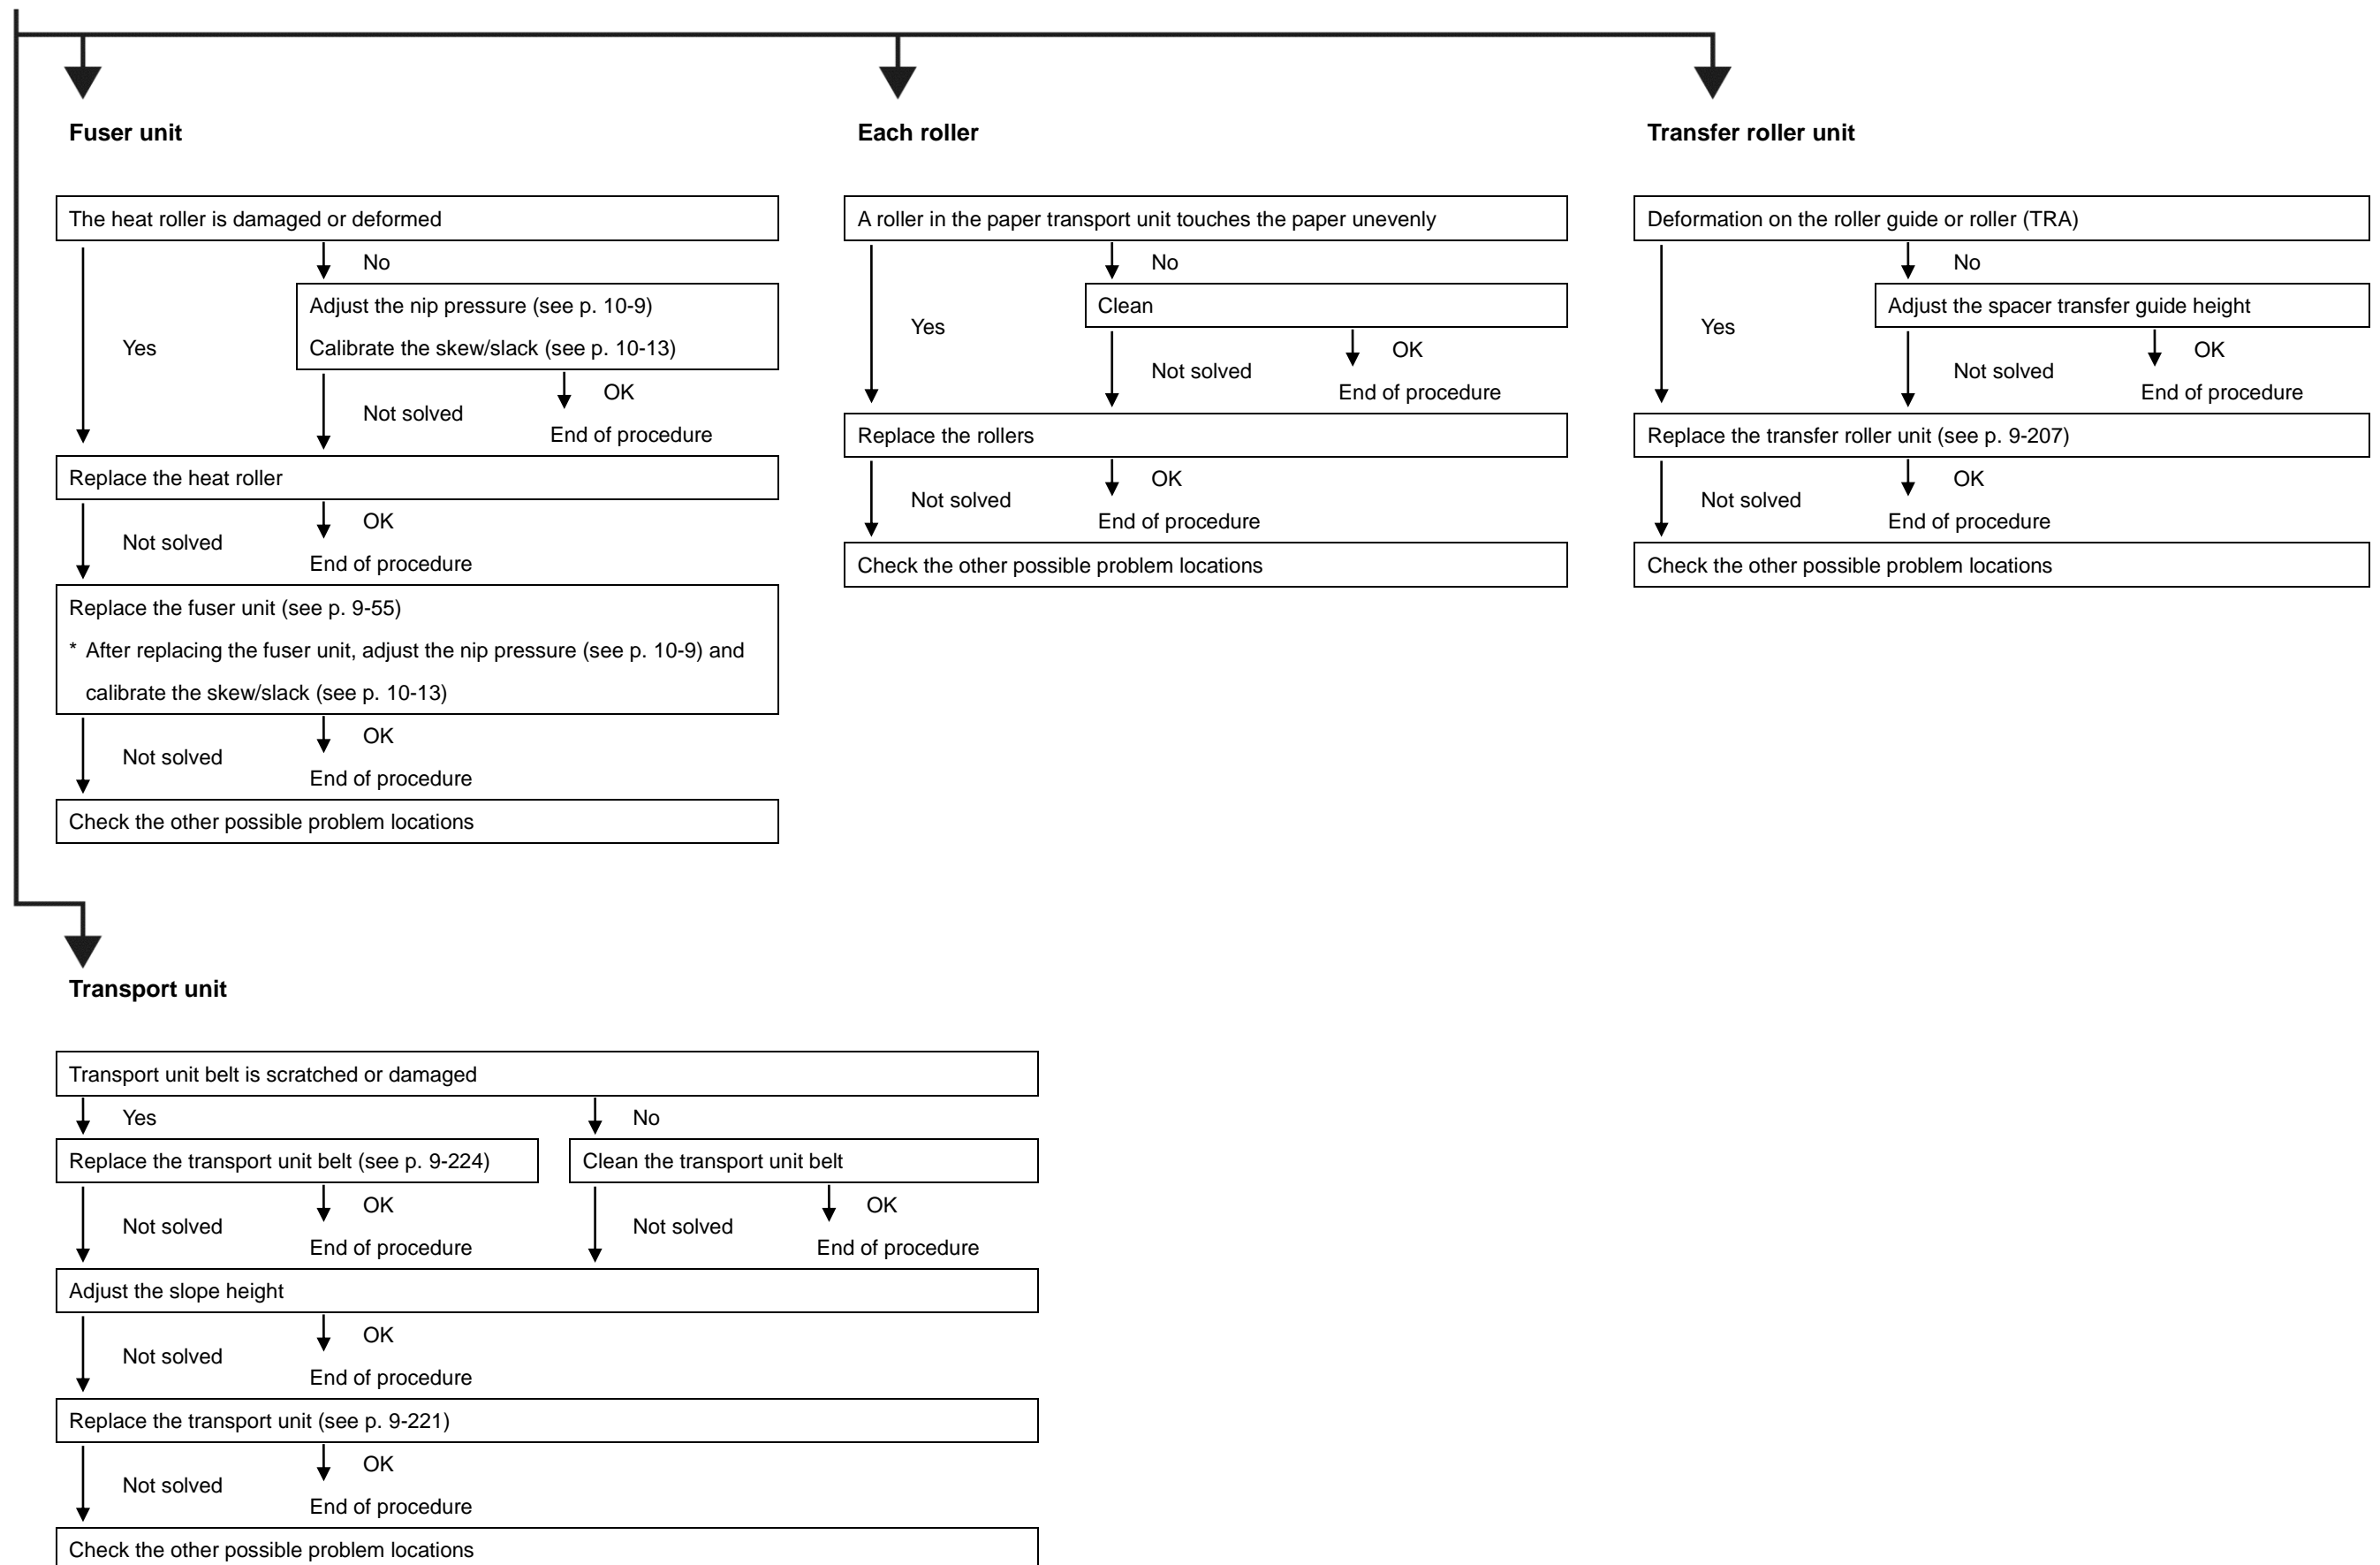 Fuser unit
The heat roller is damaged or deformed
No
Adjust the nip pressure (see p. 10-9)
Calibrate the skew/slack (see p. 10-13)
Yes
OK
Not solved
End of procedure
Replace the heat roller
OK
Not solved
End of procedure
Replace the fuser unit (see p. 9-55)
* After replacing the fuser unit, adjust the nip pressure (see p. 10-9) and
calibrate the skew/slack (see p. 10-13)
OK
Not solved
End of procedure
Check the other possible problem locations
Each roller
A roller in the paper transport unit touches the paper unevenly
No
Clean
Yes
OK
Not solved
End of procedure
Replace the rollers
OK
Not solved
End of procedure
Check the other possible problem locations
Transfer roller unit
Deformation on the roller guide or roller (TRA)
No
Adjust the spacer transfer guide height
Yes
OK
Not solved
End of procedure
Replace the transfer roller unit (see p. 9-207)
OK
Not solved
End of procedure
Check the other possible problem locations
Transport unit
Transport unit belt is scratched or damaged
Yes
No
Replace the transport unit belt (see p. 9-224)
Clean the transport unit belt
OK
OK
Not solved
Not solved
End of procedure
End of procedure
Adjust the slope height
OK
Not solved
End of procedure
Replace the transport unit (see p. 9-221)
OK
Not solved
End of procedure
Check the other possible problem locations